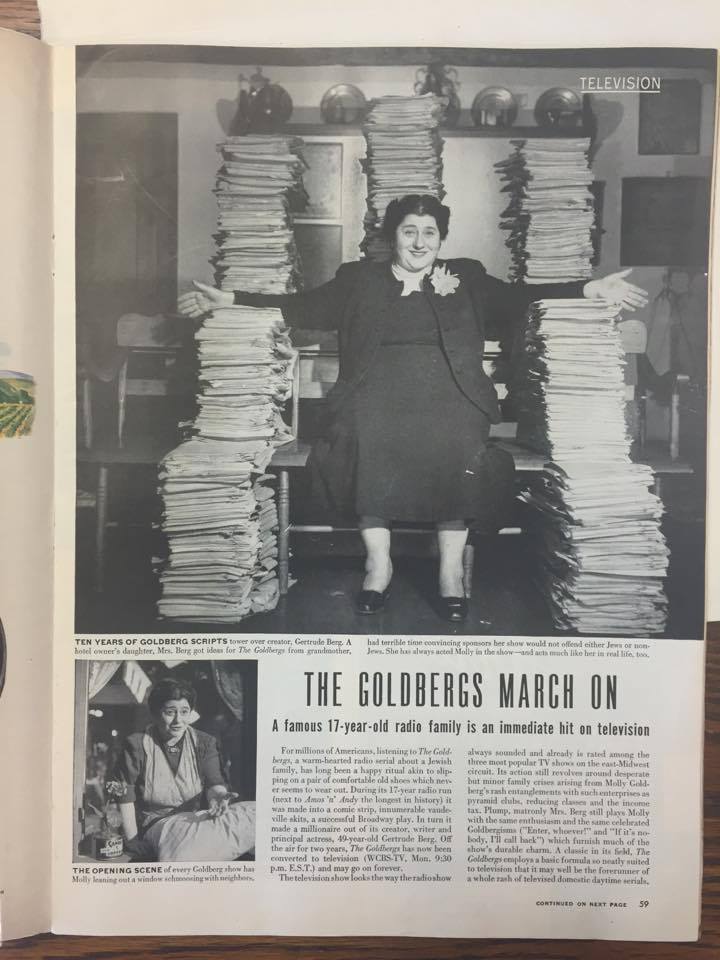 TELEVISION
TEN YEARS OF GOLDBERG SCRIPTS tower over creator, Gertrude Berg. A
hotel owner's daughter, Mrs. Berg got ideas for The Goldbergs from grandmother,
had terrible time convincing sponsors her show would not offend either Jews or non-
Jews. She has always acted Molly in the show—and acts much like her in real life, too.
THE GOLDBERGS MARCH ON
A famous 17-year-old radio family is an immediate hit on television
For millions of Americans, listening to The Gold-
bergs, a warm-hearted radio serial about a Jewish
family, has long been a happy ritual akin to slip-
ping on a pair of comfortable old shoes which nev-
er seems to wear out. During its 17-year radio run
(next to Amos 'n' Andy the longest in history) it
was made into a comic strip, innumerable vaude-
ville skits, a successful Broadway play. In turn it
made a millionaire out of its creator, writer and
principal actress, 49-year-old Gertrude Berg. Off
the air for two years, The Goldbergs has now been
converted to television (WCBS-TV, Mon. 9:30
p.m. E.S.T.) and may go on forever.
The television show looks the way the radio show
always sounded and already is rated among the
three most popular TV shows on the east-Midwest
circuit. Its action still revolves around desperate
but minor family crises arising from Molly Gold-
berg's rash entanglements with such enterprises as
pyramid clubs, reducing classes and the income
tax. Plump, matronly Mrs. Berg still plays Molly
with the same enthusiasm and the same celebrated
Goldbergisms ("Enter, whoever!" and "If it's no-
body, I'll call back") which furnish much of the
show's durable charm. A classic in its field, The
Goldbergs employs a basic formula so neatly suited
to television that it may well be the forerunner of
a whole rash of televised domestic daytime serials.
THE OPENING SCENE of every Goldberg show has
Molly leaning out a window schmoosing with neighbors.
CONTINUED ON NEXT PAGE 59